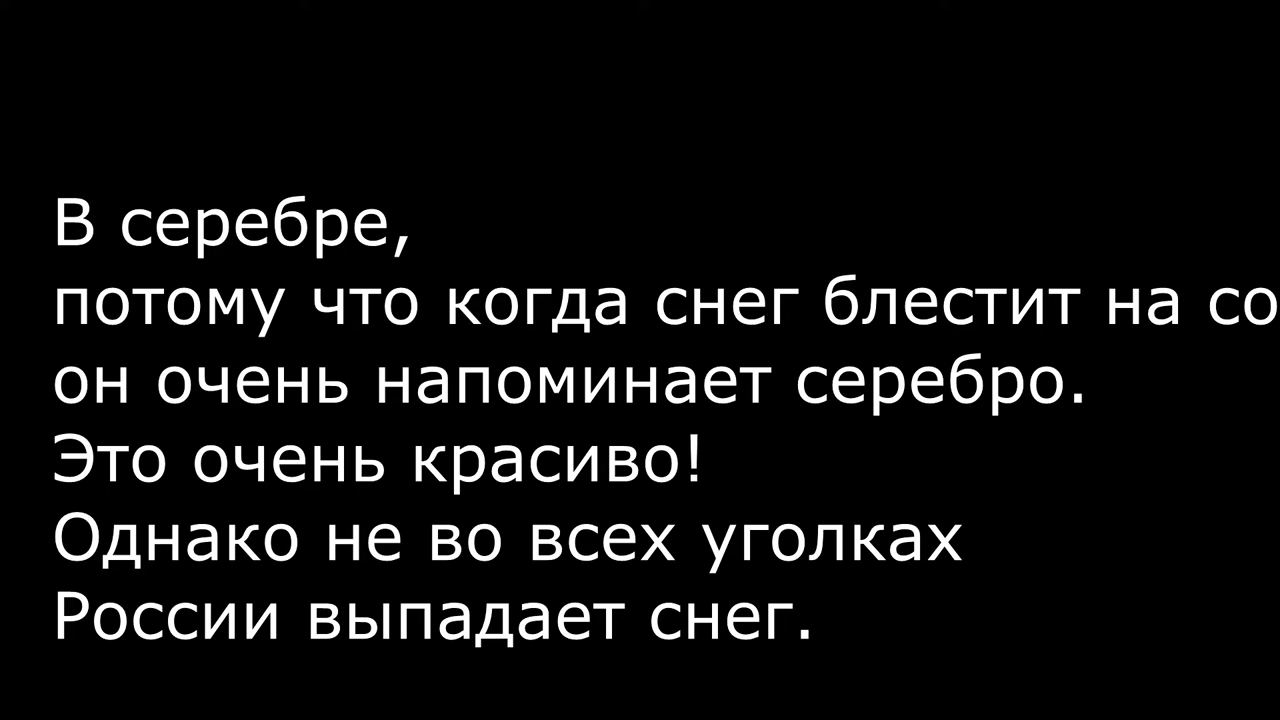 В серебре,
потому что когда снег блестит на со
он очень напоминает серебро.
Это очень красиво!
Однако не во всех уголках
России выпадает снег.